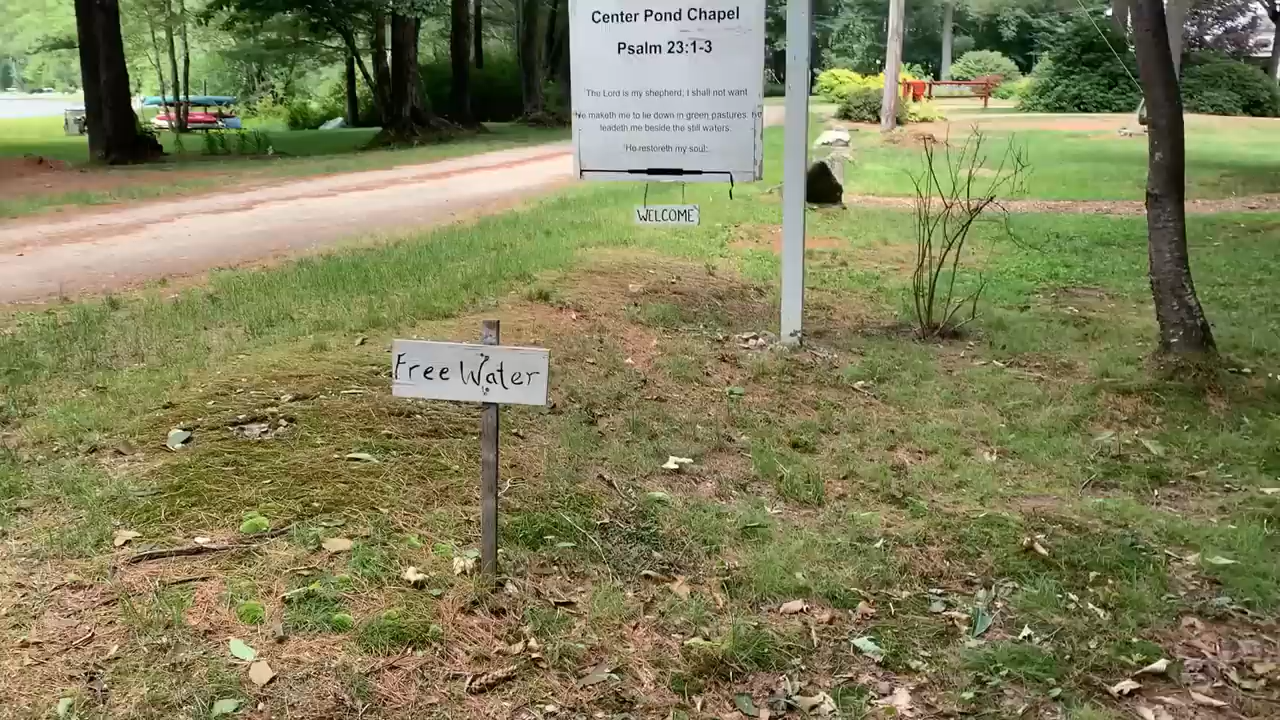 Center Pond Chapel
Psalm 23:1-3
The Lord is my shepherd; I shall not want
He maketh me to lie down in green pastures. He
leadeth me beside the still waters.
He restoreth my soul:
WELCOME
Free Water